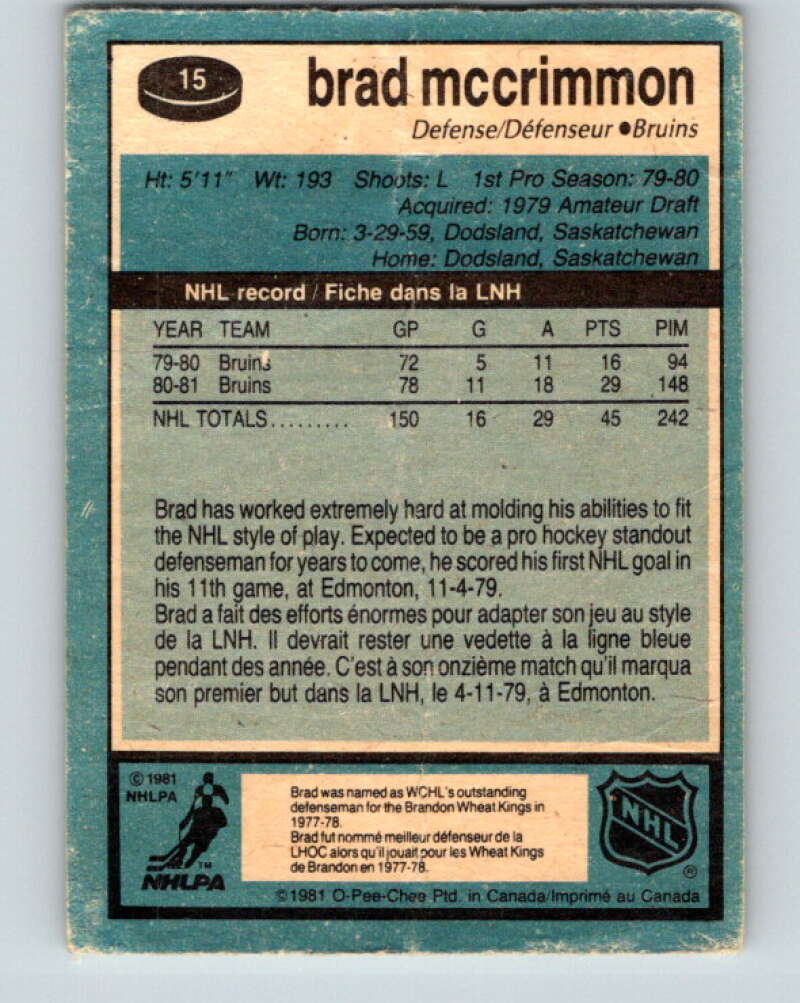 15
brad mccrimmon
Defense/Défenseur ●Bruins
Ht: 5'11" Wt: 193 Shoots: L 1st Pro Season: 79-80
Acquired: 1979 Amateur Draft
Born: 3-29-59, Dodsland, Saskatchewan
Home: Dodsland, Saskatchewan
NHL record / Fiche dans la LNH
YEAR TEAM GP G A PTS PIM
79-80 Bruins 72 5 11 16 94
80-81 Bruins 78 11 18 29 148
NHL TOTALS......... 150 16 29 45 242
Brad has worked extremely hard at molding his abilities to fit
the NHL style of play. Expected to be a pro hockey standout
defenseman for years to come, he scored his first NHL goal in
his 11th game, at Edmonton, 11-4-79.
Brad a fait des efforts énormes pour adapter son jeu au style
de la LNH. Il devrait rester une vedette à la ligne bleue
pendant des année. C'est à son onzième match qu'il marqua
son premier but dans la LNH, le 4-11-79, à Edmonton.
© 1981
NHLPA
TM
NHLPA
Brad was named as WCHL's outstanding
defenseman for the Brandon Wheat Kings in
1977-78.
Brad fut nommé meilleur défenseur de la
LHOC alors qu'il jouait pour les Wheat Kings
de Brandon en 1977-78.
NHL
®
©1981 O-Pee-Chee Ptd. in Canada/Imprimé au Canada